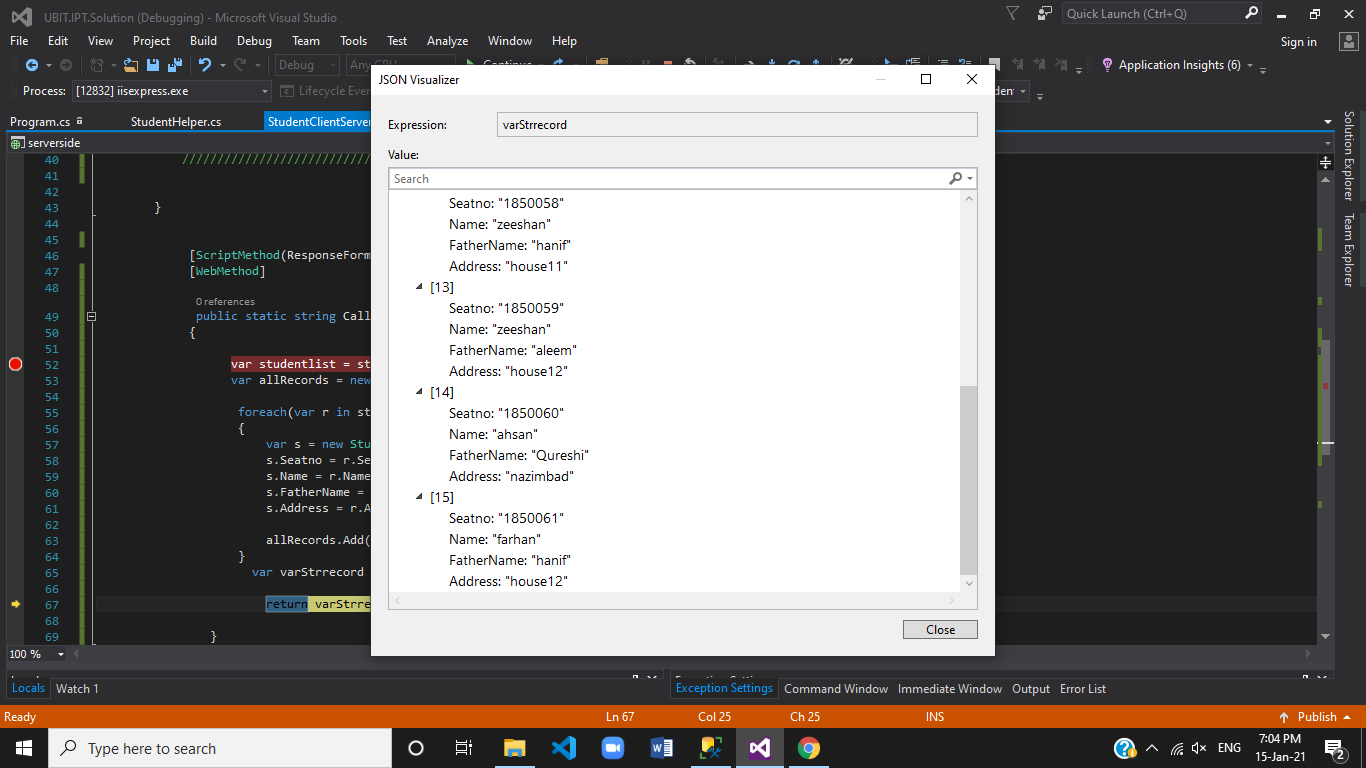 UBIT.IPT.Solution (Debugging) - Microsoft Visual Studio
Quick Launch (Ctrl+Q)
File Edit View Project Build Debug Team Tools Test Analyze Window Help
Sign in
Debug Any CPU Continue
Application Insights (6)
Process: [12832] iisexpress.exe Lifecycle Even
Program.cs StudentHelper.cs StudentClientServer
serverside
JSON Visualizer
Expression: varStrrecord
Value:
Search
Seatno: "1850058"
Name: "zeeshan"
FatherName: "hanif"
Address: "house11"
[13]
Seatno: "1850059"
Name: "zeeshan"
FatherName: "aleem"
Address: "house12"
[14]
Seatno: "1850060"
Name: "ahsan"
FatherName: "Qureshi"
Address: "nazimbad"
[15]
Seatno: "1850061"
Name: "farhan"
FatherName: "hanif"
Address: "house12"
Close
40 /////////////////////////////
41
42
43 }
44
45
46 [ScriptMethod(ResponseForm
47 [WebMethod]
48
0 references
49 public static string Call
50 {
51
52 var studentlist = st
53 var allRecords = new
54
55 foreach(var r in st
56 {
57 var s = new Stu
58 s.Seatno = r.Se
59 s.Name = r.Name
60 s.FatherName =
61 s.Address = r.A
62
63 allRecords.Add(
64 }
65 var varStrrecord
66
67 return varStrre
68
69 }
100 %
Solution Explorer
Team Explorer
Locals Watch 1
Exception Settings Command Window Immediate Window Output Error List
Ready Ln 67 Col 25 Ch 25 INS Publish
Type here to search
ENG
7:04 PM
15-Jan-21
2